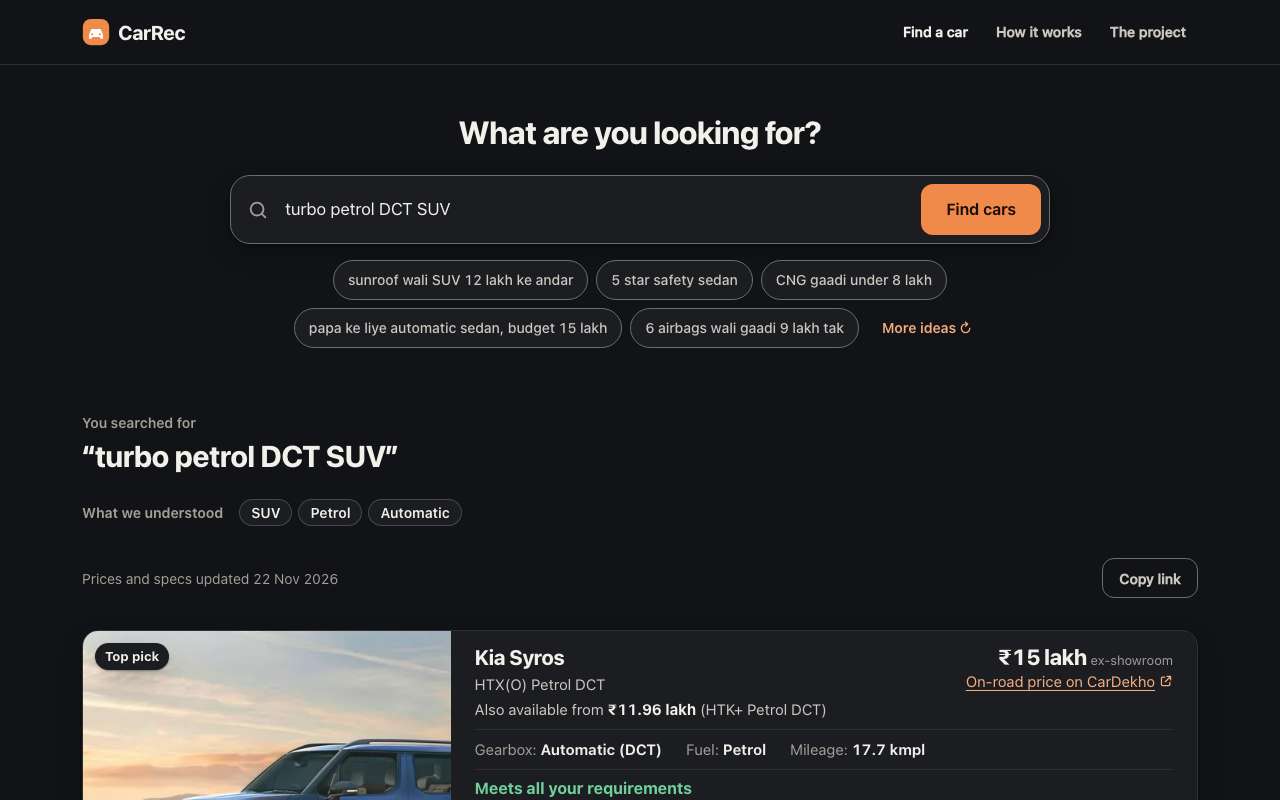 CarRec
Find a car How it works The project
What are you looking for?
turbo petrol DCT SUV Find cars
sunroof wali SUV 12 lakh ke andar 5 star safety sedan CNG gaadi under 8 lakh
papa ke liye automatic sedan, budget 15 lakh 6 airbags wali gaadi 9 lakh tak More ideas ↻
You searched for
“turbo petrol DCT SUV”
What we understood SUV Petrol Automatic
Prices and specs updated 22 Nov 2026 Copy link
Top pick
Kia Syros ₹15 lakh ex-showroom
HTX(O) Petrol DCT On-road price on CarDekho
Also available from ₹11.96 lakh (HTK+ Petrol DCT)
Gearbox: Automatic (DCT) Fuel: Petrol Mileage: 17.7 kmpl
Meets all your requirements